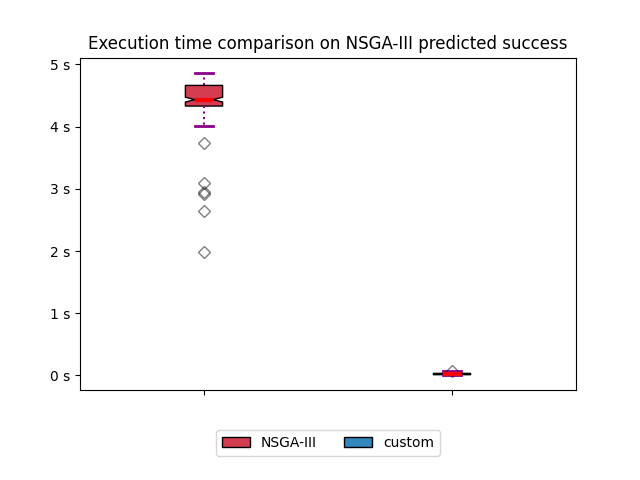 Execution time comparison on NSGA-III predicted success
5 s
4 s
3 s
2 s
1 s
0 s
NSGA-III custom